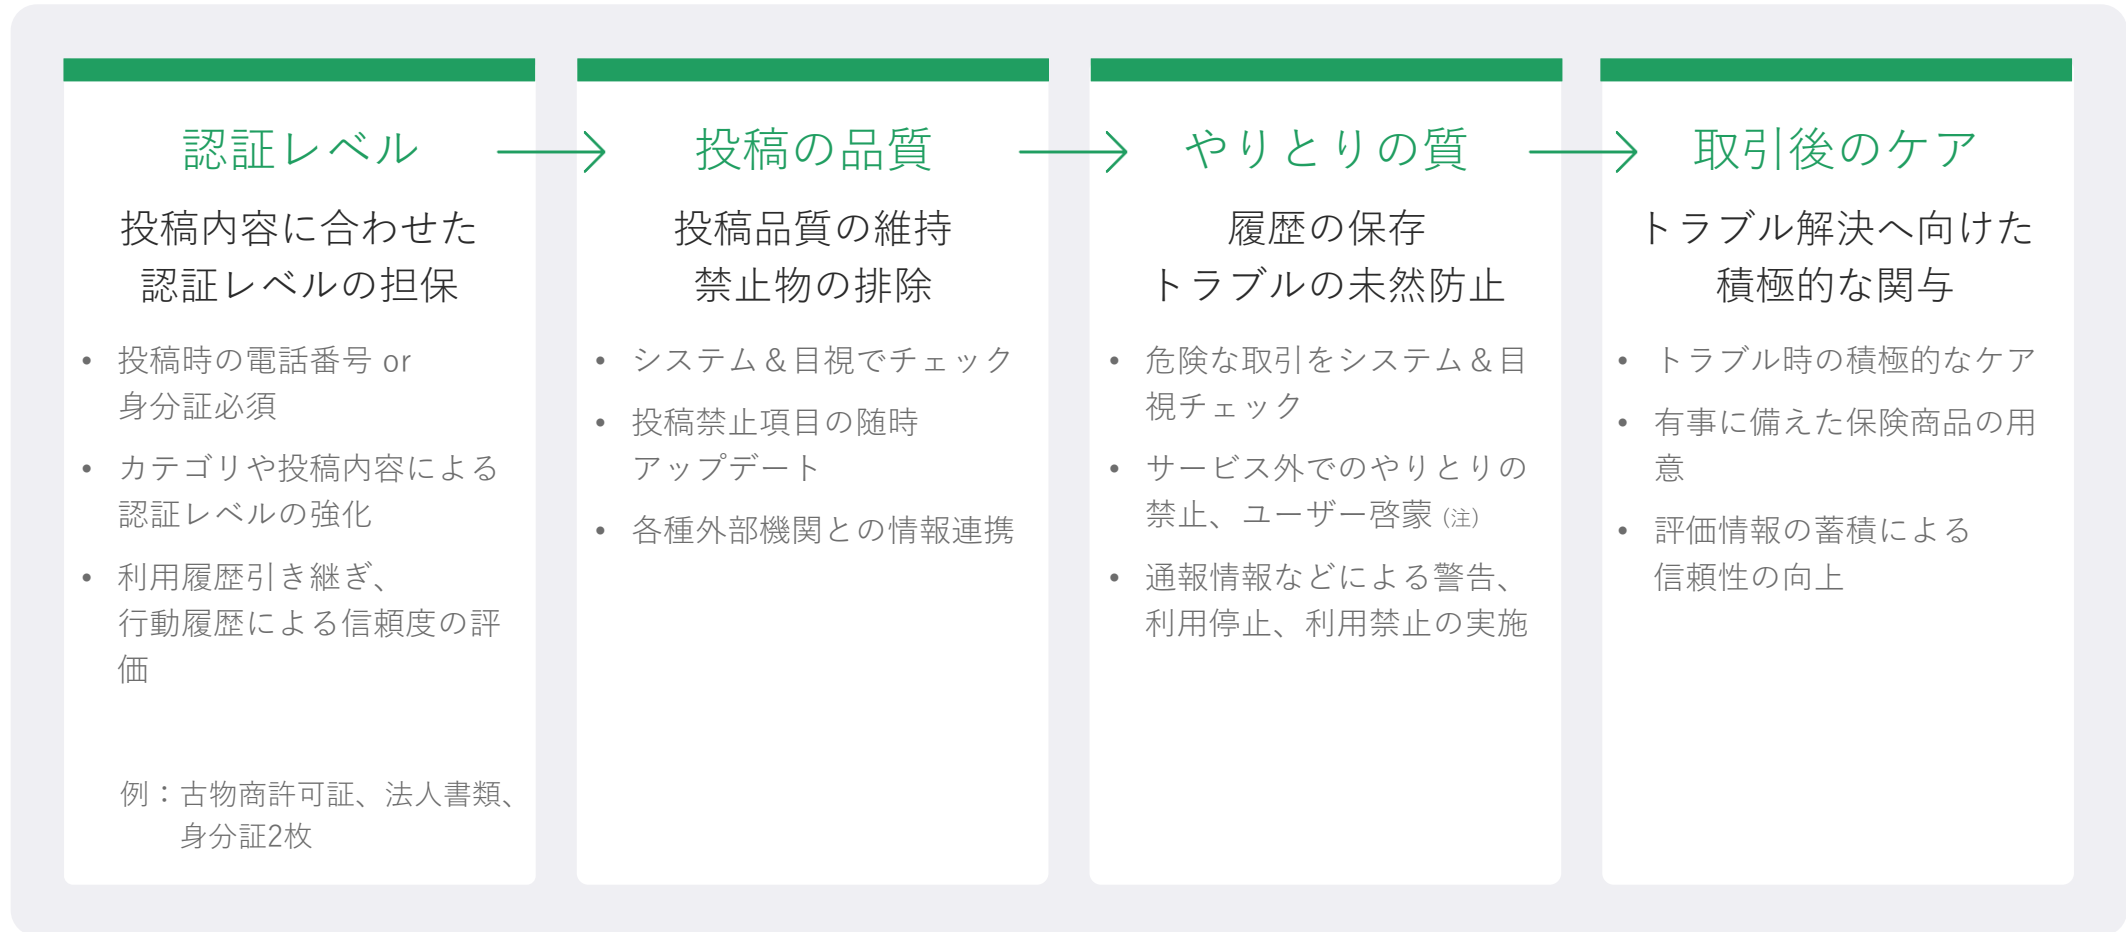 認証レベル
投稿内容に合わせた
認証レベルの担保
• 投稿時の電話番号 or
身分証必須
• カテゴリや投稿内容による
認証レベルの強化
• 利用履歴引き継ぎ、
行動履歴による信頼度の評
価
例：古物商許可証、法人書類、
身分証2枚
投稿の品質
投稿品質の維持
禁止物の排除
• システム＆目視でチェック
• 投稿禁止項目の随時
アップデート
• 各種外部機関との情報連携
やりとりの質
履歴の保存
トラブルの未然防止
• 危険な取引をシステム＆目
視チェック
• サービス外でのやりとりの
禁止、ユーザー啓蒙 (注)
• 通報情報などによる警告、
利用停止、利用禁止の実施
取引後のケア
トラブル解決へ向けた
積極的な関与
• トラブル時の積極的なケア
• 有事に備えた保険商品の用
意
• 評価情報の蓄積による
信頼性の向上